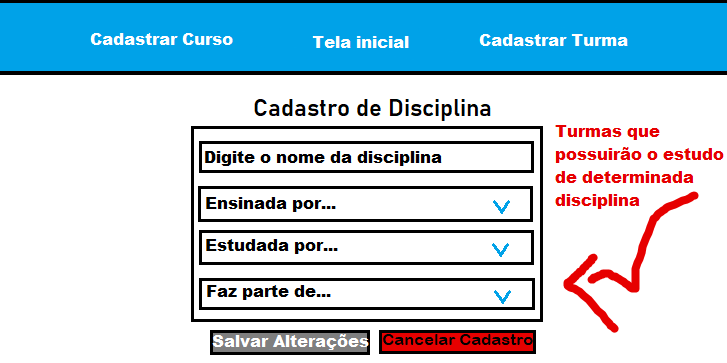 Cadastrar Curso
Tela inicial
Cadastrar Turma
Cadastro de Disciplina
Digite o nome da disciplina
Ensinada por...
Estudada por...
Faz parte de...
Salvar Alterações
Cancelar Cadastro
Turmas que
possuirão o estudo
de determinada
disciplina